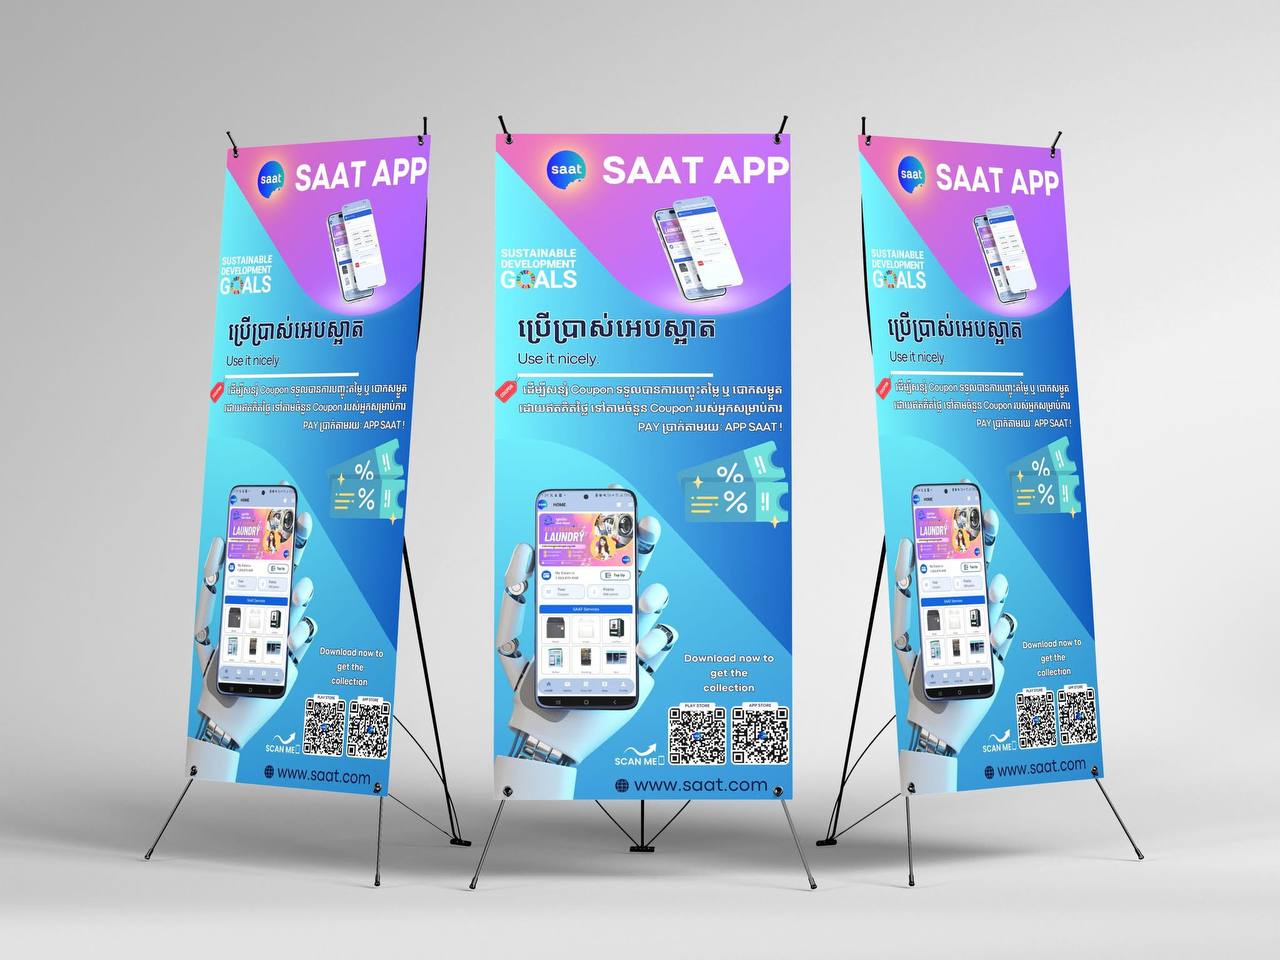 saat SAAT APP
SUSTAINABLE
DEVELOPMENT
GOALS
ប្រើប្រាស់អេបស្អាត
Use it nicely.
COUPON ដើម្បីសន្សំ Coupon ទទួលបានការបញ្ចុះតម្លៃ ឬ បោកសម្ងួត
ដោយឥតគិតថ្លៃ ទៅតាមចំនួន Coupon របស់អ្នកសម្រាប់ការ
PAY ប្រាក់តាមរយៈ APP SAAT !
HOME
LAUNDRY
Top Up
SAAT Services
Download now to
get the
collection
PLAY STORE
APP STORE
SCAN ME
www.saat.com
saat SAAT APP
SUSTAINABLE
DEVELOPMENT
GOALS
ប្រើប្រាស់អេបស្អាត
Use it nicely.
COUPON ដើម្បីសន្សំ Coupon ទទួលបានការបញ្ចុះតម្លៃ ឬ បោកសម្ងួត
ដោយឥតគិតថ្លៃ ទៅតាមចំនួន Coupon របស់អ្នកសម្រាប់ការ
PAY ប្រាក់តាមរយៈ APP SAAT !
HOME
SELF SERVICE
LAUNDRY
Top Up
SAAT Services
Download now to
get the
collection
PLAY STORE
APP STORE
SCAN ME
www.saat.com
saat SAAT APP
SUSTAINABLE
DEVELOPMENT
GOALS
ប្រើប្រាស់អេបស្អាត
Use it nicely.
COUPON ដើម្បីសន្សំ Coupon ទទួលបានការបញ្ចុះតម្លៃ ឬ បោកសម្ងួត
ដោយឥតគិតថ្លៃ ទៅតាមចំនួន Coupon របស់អ្នកសម្រាប់ការ
PAY ប្រាក់តាមរយៈ APP SAAT !
HOME
LAUNDRY
Top Up
SAAT Services
Download now to
get the
collection
PLAY STORE
APP STORE
SCAN ME
www.saat.com